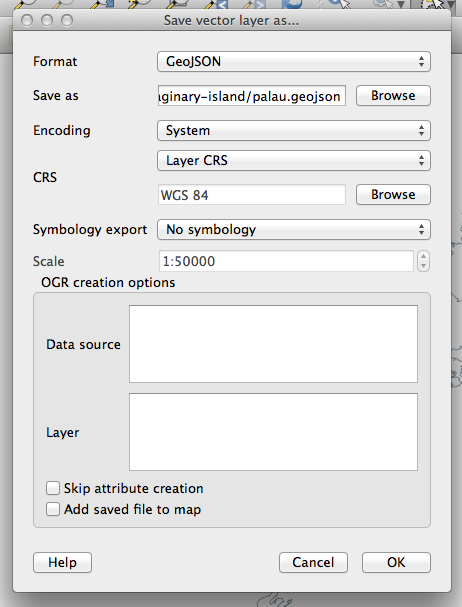 Save vector layer as...
Format GeoJSON
Save as aginary-island/palau.geojson Browse
Encoding System
Layer CRS
CRS
WGS 84 Browse
Symbology export No symbology
Scale 1:50000
OGR creation options
Data source
Layer
Skip attribute creation
Add saved file to map
Help Cancel OK